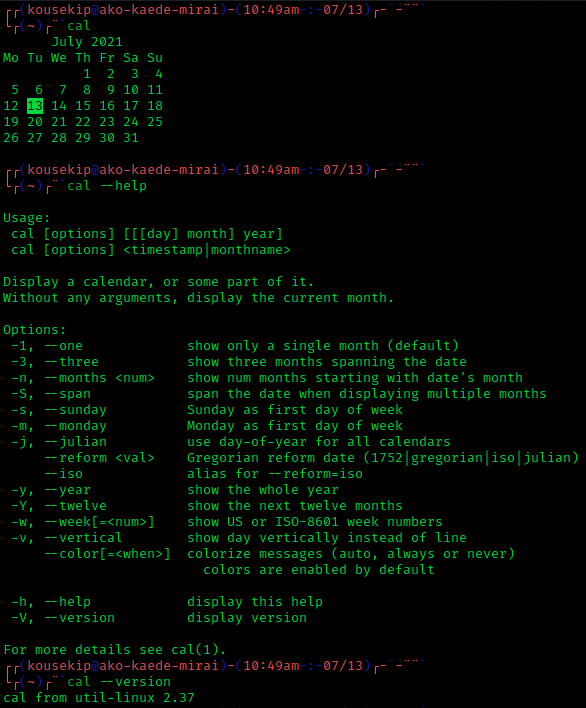 ┌┌(kousekip@ako-kaede-mirai)-(10:49am-:-07/13)┌-¨-¨¨˙
└┌(~)┌¨˙cal
      July 2021
Mo Tu We Th Fr Sa Su
          1  2  3  4
 5  6  7  8  9 10 11
12 13 14 15 16 17 18
19 20 21 22 23 24 25
26 27 28 29 30 31
┌┌(kousekip@ako-kaede-mirai)-(10:49am-:-07/13)┌-¨-¨¨˙
└┌(~)┌¨˙cal --help
Usage:
 cal [options] [[[day] month] year]
 cal [options] <timestamp|monthname>
Display a calendar, or some part of it.
Without any arguments, display the current month.
Options:
 -1, --one             show only a single month (default)
 -3, --three           show three months spanning the date
 -n, --months <num>    show num months starting with date's month
 -S, --span            span the date when displaying multiple months
 -s, --sunday          Sunday as first day of week
 -m, --monday          Monday as first day of week
 -j, --julian          use day-of-year for all calendars
     --reform <val>    Gregorian reform date (1752|gregorian|iso|julian)
     --iso             alias for --reform=iso
 -y, --year            show the whole year
 -Y, --twelve          show the next twelve months
 -w, --week[=<num>]    show US or ISO-8601 week numbers
 -v, --vertical        show day vertically instead of line
     --color[=<when>]  colorize messages (auto, always or never)
                         colors are enabled by default
 -h, --help            display this help
 -V, --version         display version
For more details see cal(1).
┌┌(kousekip@ako-kaede-mirai)-(10:49am-:-07/13)┌-¨-¨¨˙
└┌(~)┌¨˙cal --version
cal from util-linux 2.37